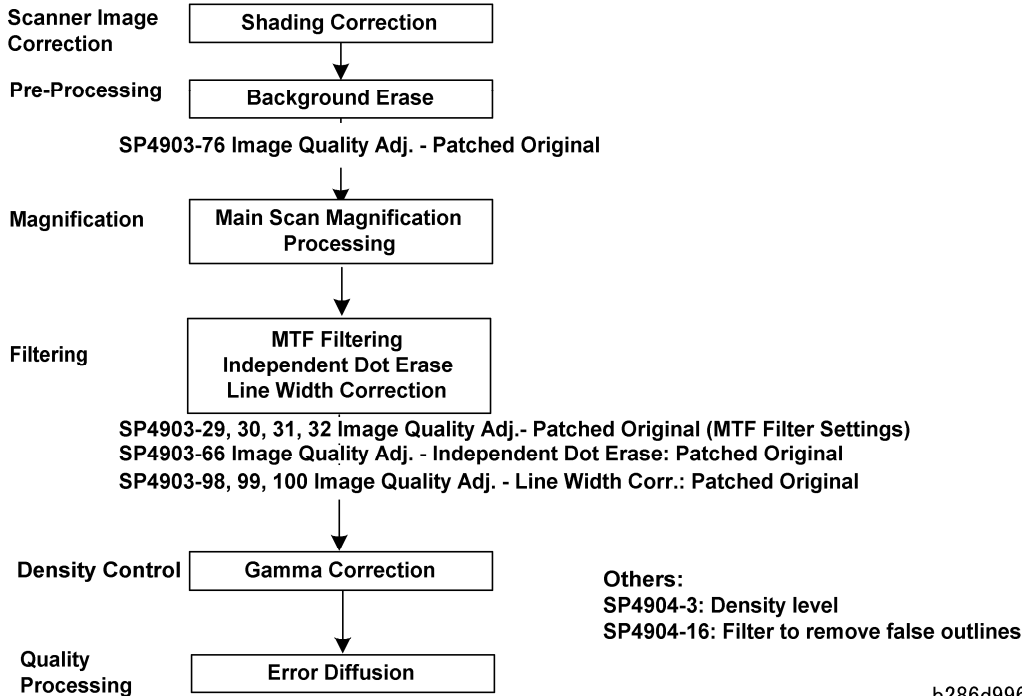 Scanner Image
Correction
Shading Correction
Pre-Processing
Background Erase
SP4903-76 Image Quality Adj. - Patched Original
Magnification
Main Scan Magnification
Processing
Filtering
MTF Filtering
Independent Dot Erase
Line Width Correction
SP4903-29, 30, 31, 32 Image Quality Adj.- Patched Original (MTF Filter Settings)
SP4903-66 Image Quality Adj. - Independent Dot Erase: Patched Original
SP4903-98, 99, 100 Image Quality Adj. - Line Width Corr.: Patched Original
Density Control
Gamma Correction
Others:
SP4904-3: Density level
SP4904-16: Filter to remove false outlines
Quality
Processing
Error Diffusion
b286d996